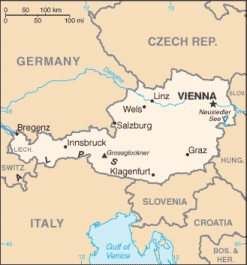 0 50 100 km
0 50 100 mi
CZECH REP.
GERMANY
Linz
VIENNA
Wels
Neusiedler
See
Salzburg
Bregenz
LIECH.
Innsbruck
Grossglockner
Graz
HUNG.
SWITZ.
ALPS
Klagenfurt
SLOVENIA
ITALY
CROATIA
Gulf of
Venice
BOS. &
HER.